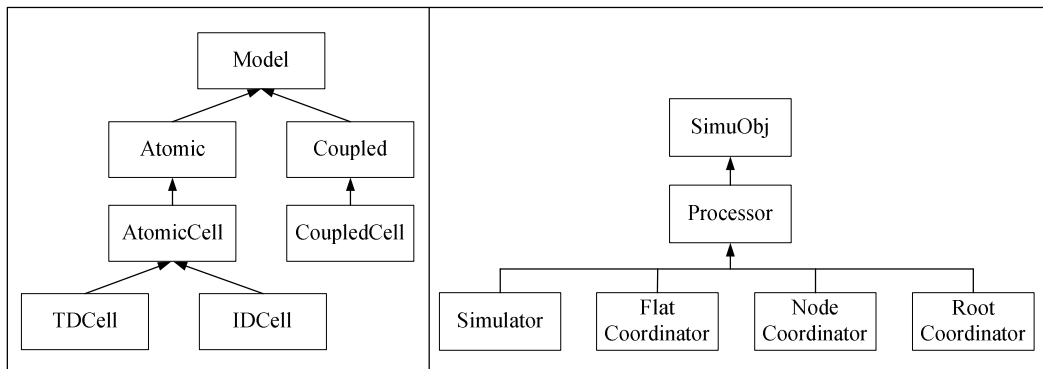 Model
Atomic
Coupled
AtomicCell
CoupledCell
TDCell
IDCell
SimuObj
Processor
Simulator
Flat
Coordinator
Node
Coordinator
Root
Coordinator